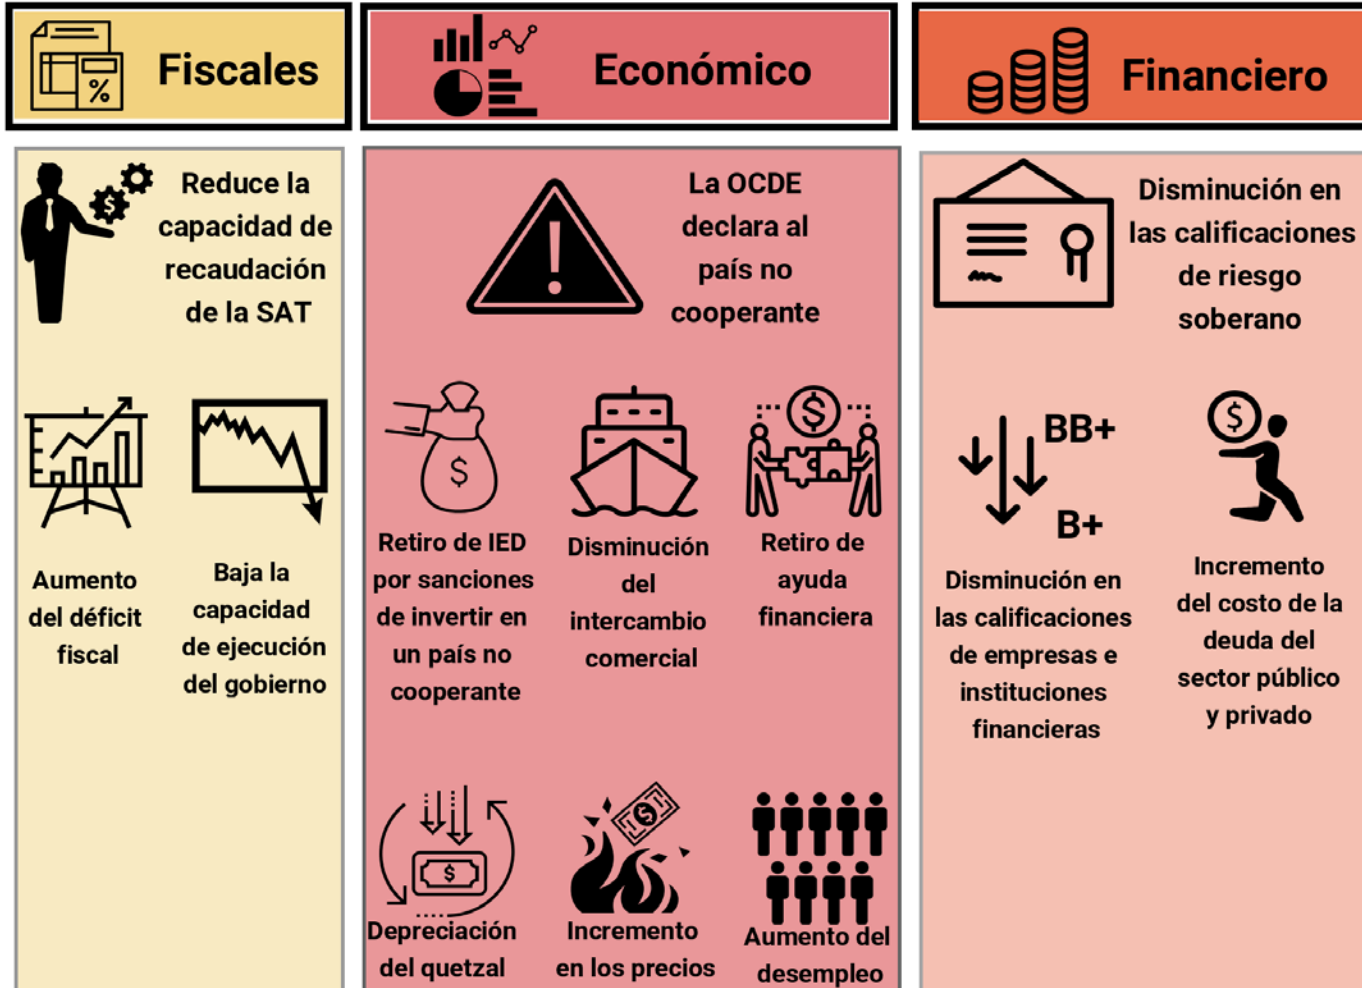 Fiscales
Reduce la
capacidad de
recaudación
de la SAT
%
$
Aumento
del déficit
fiscal
Baja la
capacidad
de ejecución
del gobierno
Económico
!
La OCDE
declara al
país no
cooperante
$
Retiro de IED
por sanciones
de invertir en
un país no
cooperante
Disminución
del
intercambio
comercial
$
Retiro de
ayuda
financiera
$
Depreciación
del quetzal
$
Incremento
en los precios
Aumento del
desempleo
Financiero
Disminución en
las calificaciones
de riesgo
soberano
BB+
B+
Disminución en
las calificaciones
de empresas e
instituciones
financieras
$
Incremento
del costo de la
deuda del
sector público
y privado